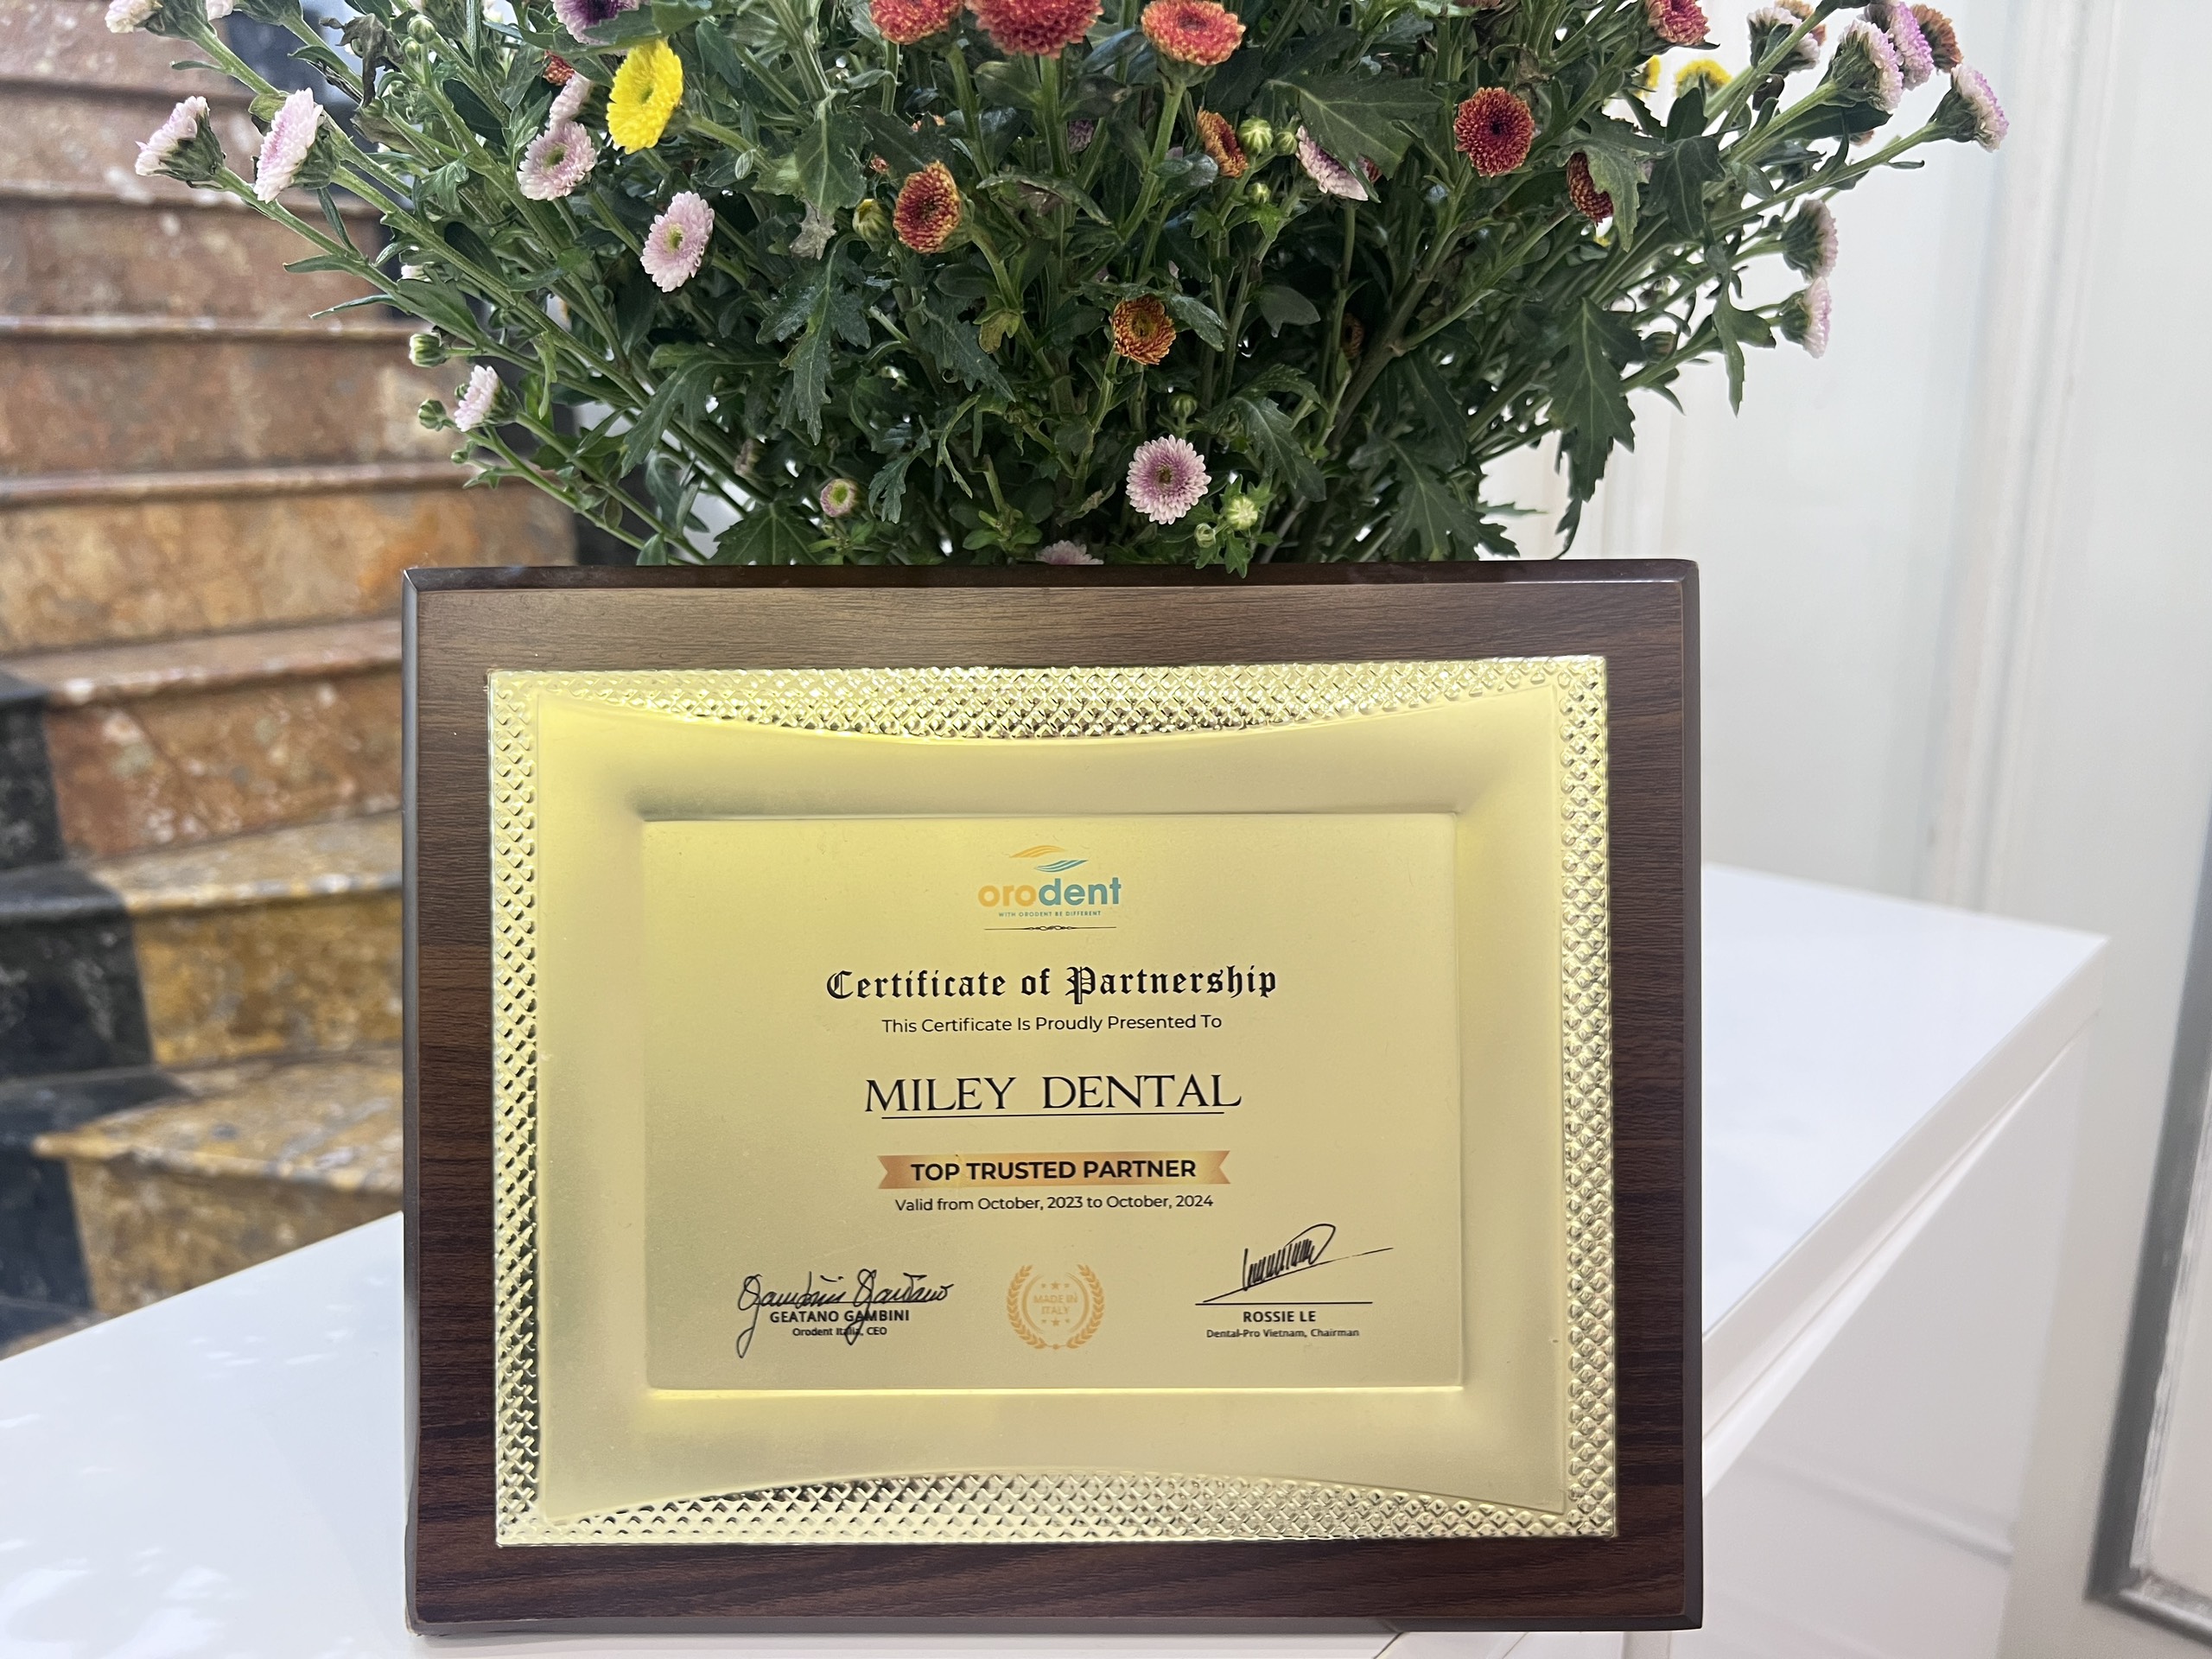 orodent
WITH ORODENT BE DIFFERENT
Certificate of Partnership
This Certificate Is Proudly Presented To
MILEY DENTAL
TOP TRUSTED PARTNER
Valid from October, 2023 to October, 2024
Gambini Gaetano
GEATANO GAMBINI
Orodent Italia, CEO
MADE IN
ITALY
ROSSIE LE
Dental-Pro Vietnam, Chairman